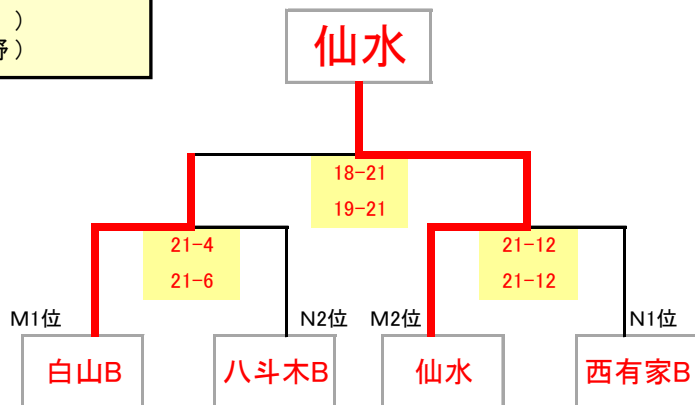 )
野)
仙水
18-21
19-21
21-4
21-6
21-12
21-12
M1位
N2位
M2位
N1位
白山B
八斗木B
仙水
西有家B